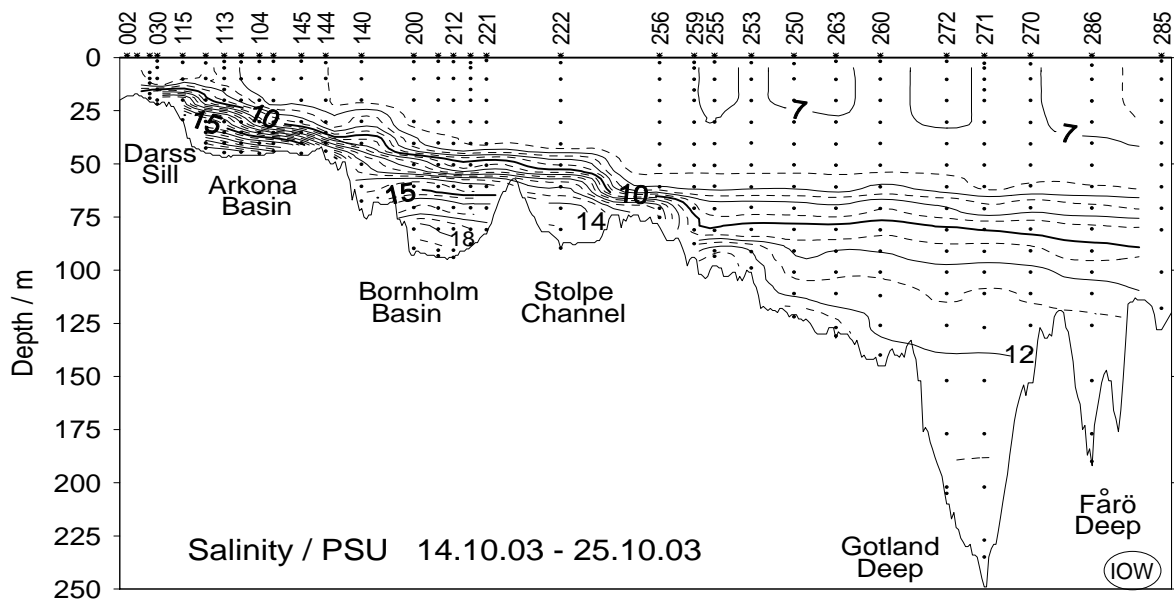 002 030 115 113 104 145 144 140 200 212 221 222 256 259 255 253 250 263 260 272 271 270 286 285
0
25
50
75
100
125
150
175
200
225
250
Depth / m
15
10
7
7
Darss
Sill
Arkona
Basin
15
10
14
18
Bornholm
Basin
Stolpe
Channel
12
Fårö
Deep
Gotland
Deep
Salinity / PSU 14.10.03 - 25.10.03
IOW